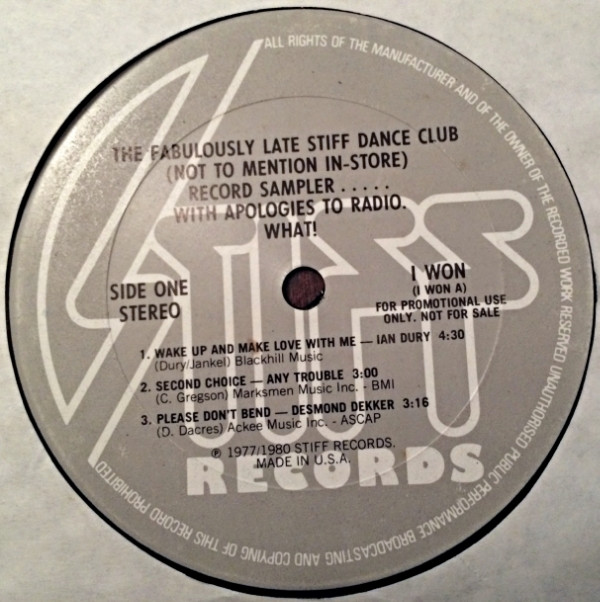 ALL RIGHTS OF THE MANUFACTURER AND OF THE OWNER OF THE RECORDED WORK RESERVED UNAUTHORISED PUBLIC PERFORMANCE BROADCASTING AND COPYING OF THIS RECORD PROHIBITED
THE FABULOUSLY LATE STIFF DANCE CLUB
(NOT TO MENTION IN-STORE)
RECORD SAMPLER . . . . .
WITH APOLOGIES TO RADIO.
WHAT!
STIFF
SIDE ONE
STEREO
I WON
(I WON A)
FOR PROMOTIONAL USE
ONLY. NOT FOR SALE
1. WAKE UP AND MAKE LOVE WITH ME — IAN DURY 4:30
(Dury/Jankel) Blackhill Music
2. SECOND CHOICE — ANY TROUBLE 3:00
(C. Gregson) Marksmen Music Inc. - BMI
3. PLEASE DON'T BEND — DESMOND DEKKER 3:16
(D. Dacres) Ackee Music Inc. - ASCAP
℗ 1977/1980 STIFF RECORDS.
MADE IN U.S.A.
RECORDS